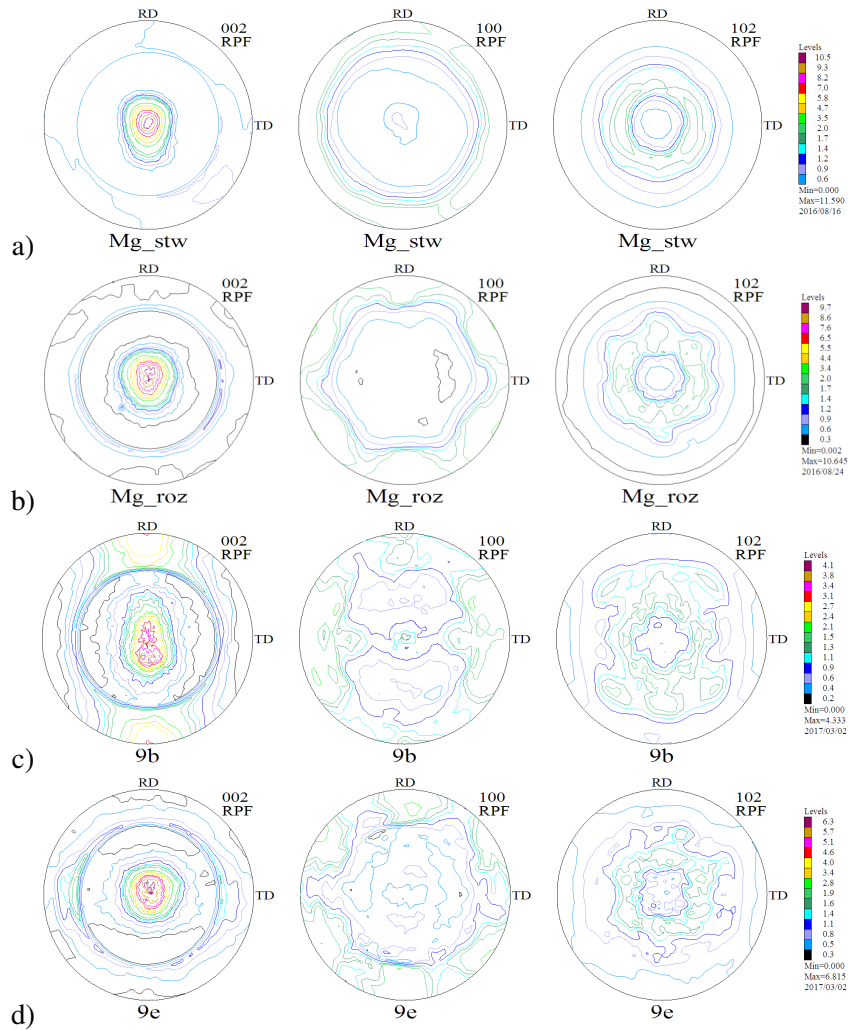 RD
002
RPF
TD
Mg_stw
RD
100
RPF
Mg_stw
RD
102
RPF
TD
Mg_stw
Levels
10.5
9.3
8.2
7.0
5.8
4.7
3.5
2.0
1.7
1.4
1.2
0.9
0.6
Min=0.000
Max=11.590
2016/08/16
a)
RD
002
RPF
TD
Mg_roz
RD
100
RPF
Mg_roz
RD
102
RPF
TD
Mg_roz
Levels
9.7
8.6
7.6
6.5
5.5
4.4
3.4
2.0
1.7
1.4
1.2
0.9
0.6
0.3
Min=0.002
Max=10.645
2016/08/24
b)
RD
002
RPF
TD
9b
RD
100
RPF
9b
RD
102
RPF
TD
9b
Levels
4.1
3.8
3.4
3.1
2.7
2.4
2.1
1.5
1.3
1.1
0.9
0.6
0.4
0.2
Min=0.000
Max=4.333
2017/03/02
c)
RD
002
RPF
TD
9e
RD
100
RPF
9e
RD
102
RPF
TD
9e
Levels
6.3
5.7
5.1
4.6
4.0
3.4
2.8
1.9
1.6
1.4
1.1
0.8
0.5
0.3
Min=0.000
Max=6.815
2017/03/02
d)